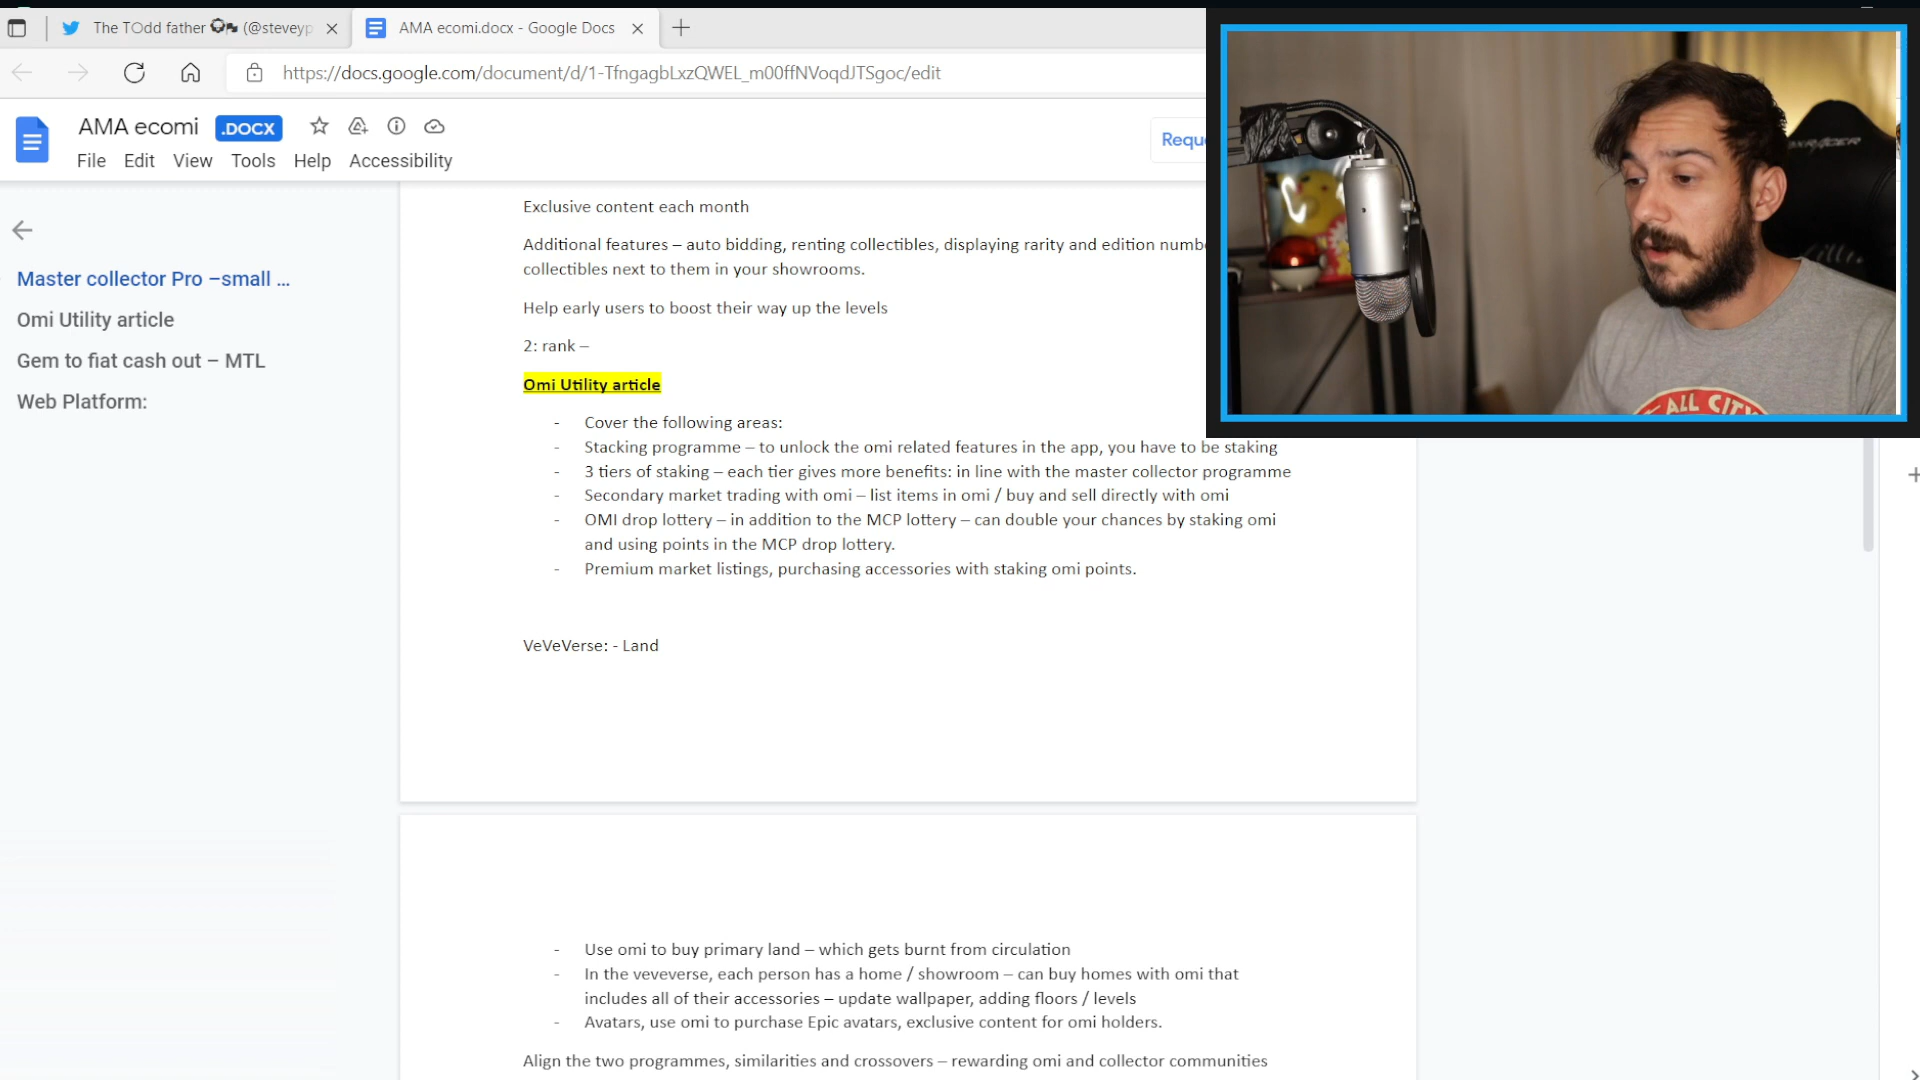 The TOdd father (@steveyp
AMA ecomi.docx - Google Docs
https://docs.google.com/document/d/1-TfngagbLxzQWEL_m00ffNVoqdJTSgoc/edit
AMA ecomi .DOCX
File Edit View Tools Help Accessibility
Requ
Master collector Pro –small ...
Omi Utility article
Gem to fiat cash out – MTL
Web Platform:
Exclusive content each month
Additional features – auto bidding, renting collectibles, displaying rarity and edition numbe
collectibles next to them in your showrooms.
Help early users to boost their way up the levels
2: rank –
Omi Utility article
- Cover the following areas:
- Stacking programme – to unlock the omi related features in the app, you have to be staking
- 3 tiers of staking – each tier gives more benefits: in line with the master collector programme
- Secondary market trading with omi – list items in omi / buy and sell directly with omi
- OMI drop lottery – in addition to the MCP lottery – can double your chances by staking omi
and using points in the MCP drop lottery.
- Premium market listings, purchasing accessories with staking omi points.
VeVeVerse: - Land
- Use omi to buy primary land – which gets burnt from circulation
- In the veveverse, each person has a home / showroom – can buy homes with omi that
includes all of their accessories – update wallpaper, adding floors / levels
- Avatars, use omi to purchase Epic avatars, exclusive content for omi holders.
Align the two programmes, similarities and crossovers – rewarding omi and collector communities
ALL CITY